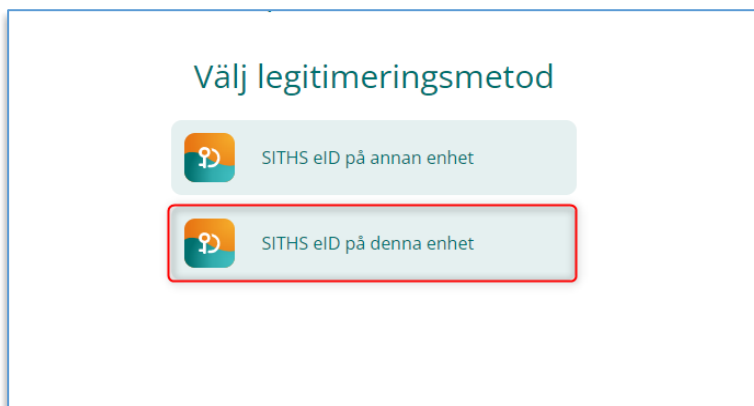 Välj legitimeringsmetod
SITHS eID på annan enhet
SITHS eID på denna enhet